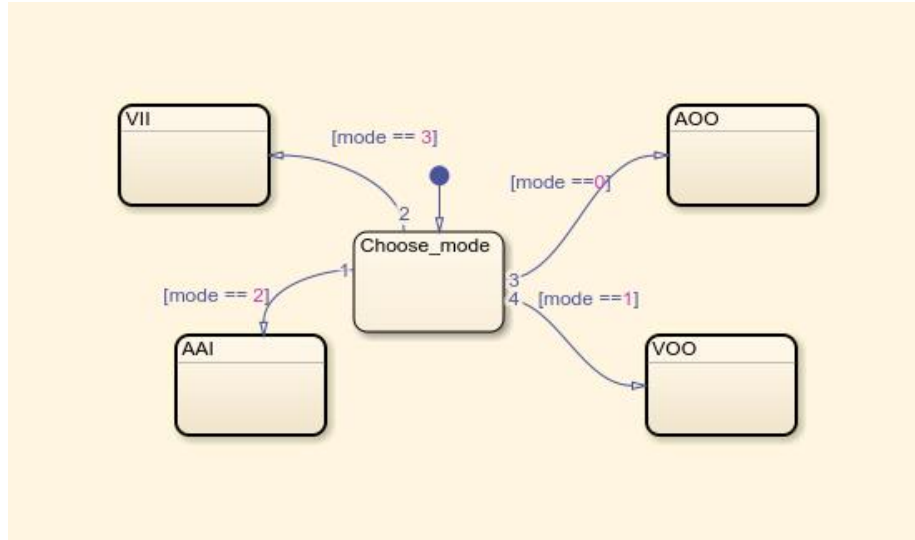 VII
[mode == 3]
AOO
[mode ==0]
2
Choose_mode
1
3
[mode == 2]
4
[mode ==1]
AAI
VOO